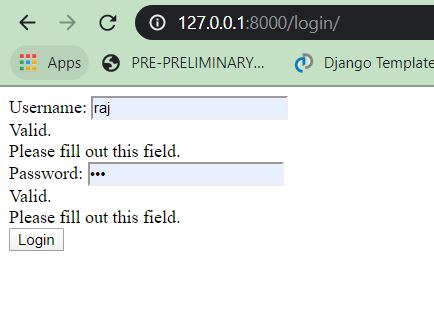 127.0.0.1:8000/login/
Apps PRE-PRELIMINARY... Django Template
Username: raj
Valid.
Please fill out this field.
Password: •••
Valid.
Please fill out this field.
Login